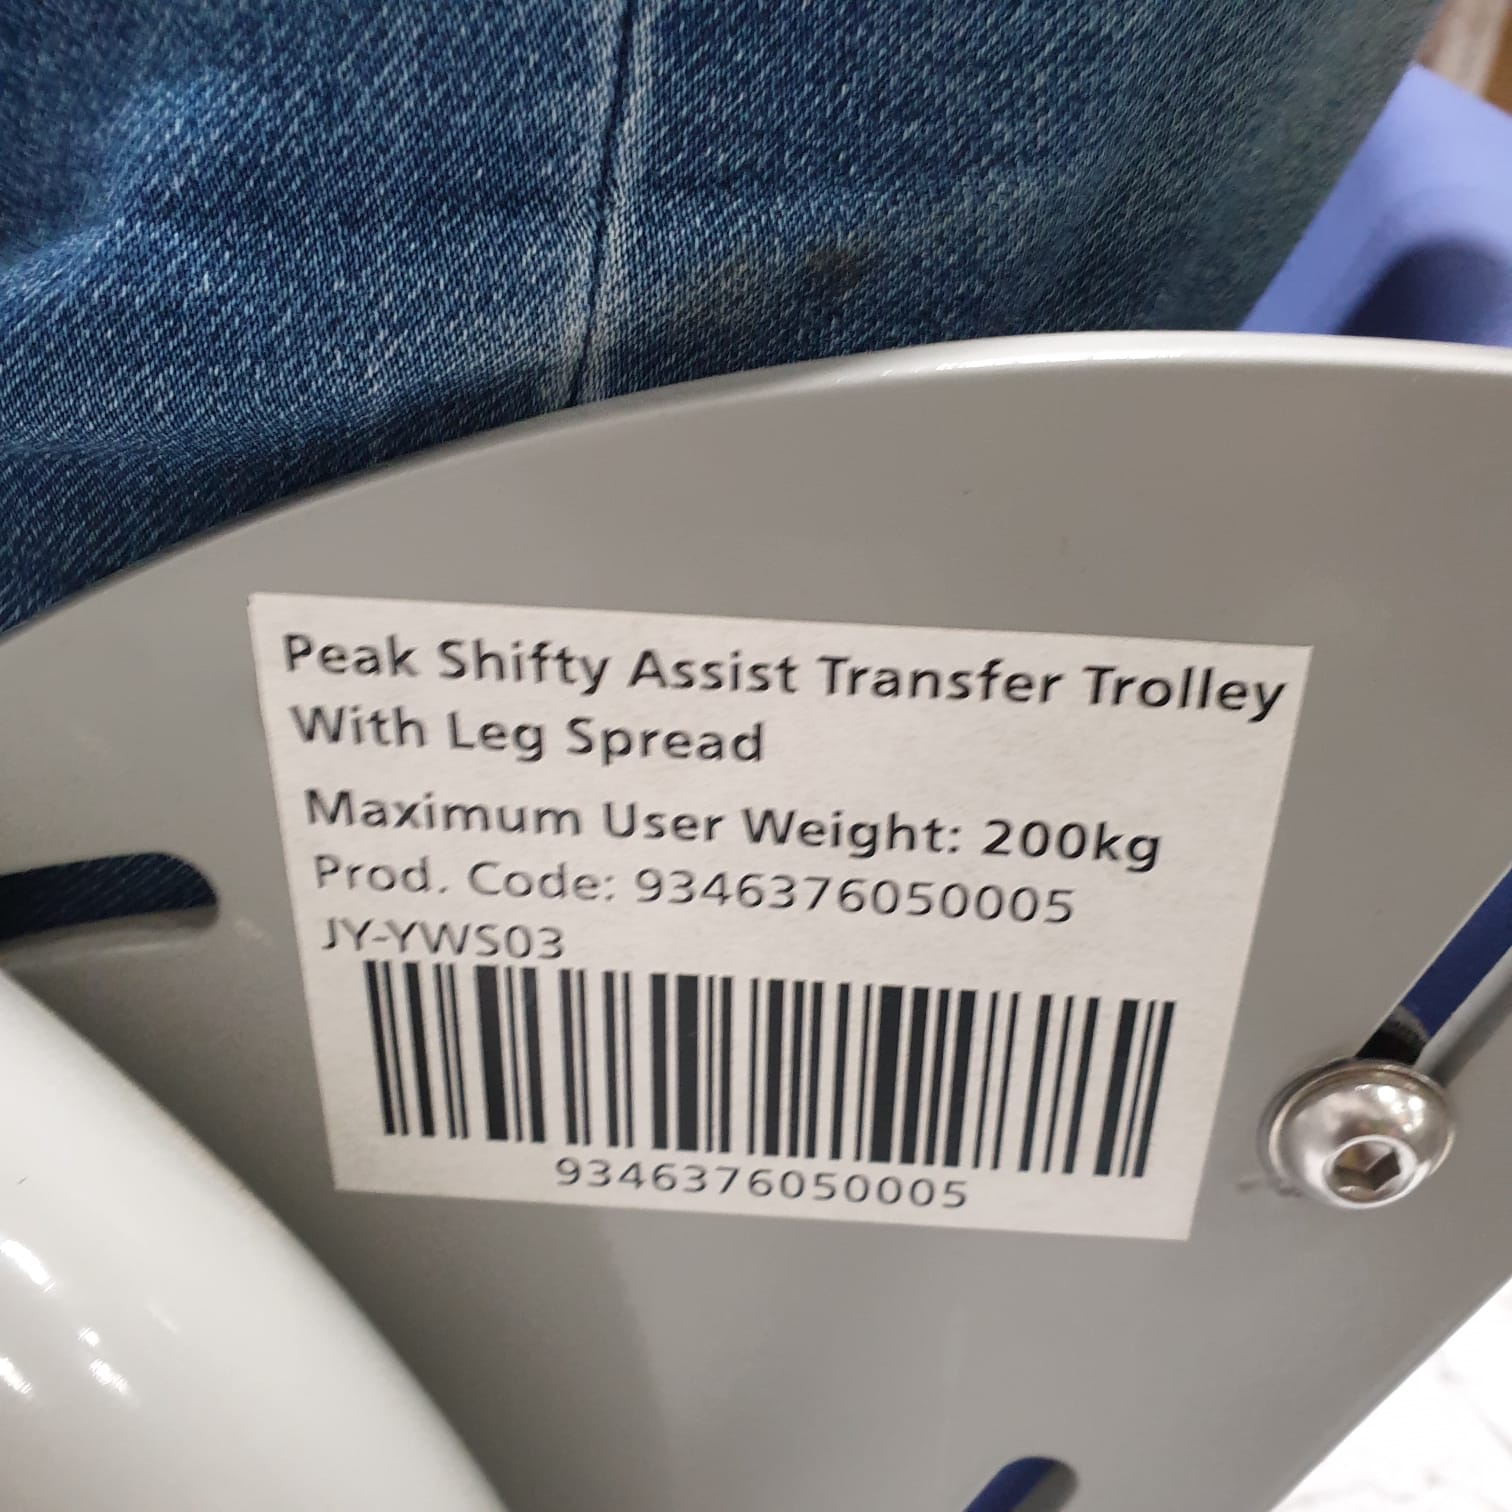 Peak Shifty Assist Transfer Trolley
With Leg Spread
Maximum User Weight: 200kg
Prod. Code: 9346376050005
JY-YWS03
9346376050005